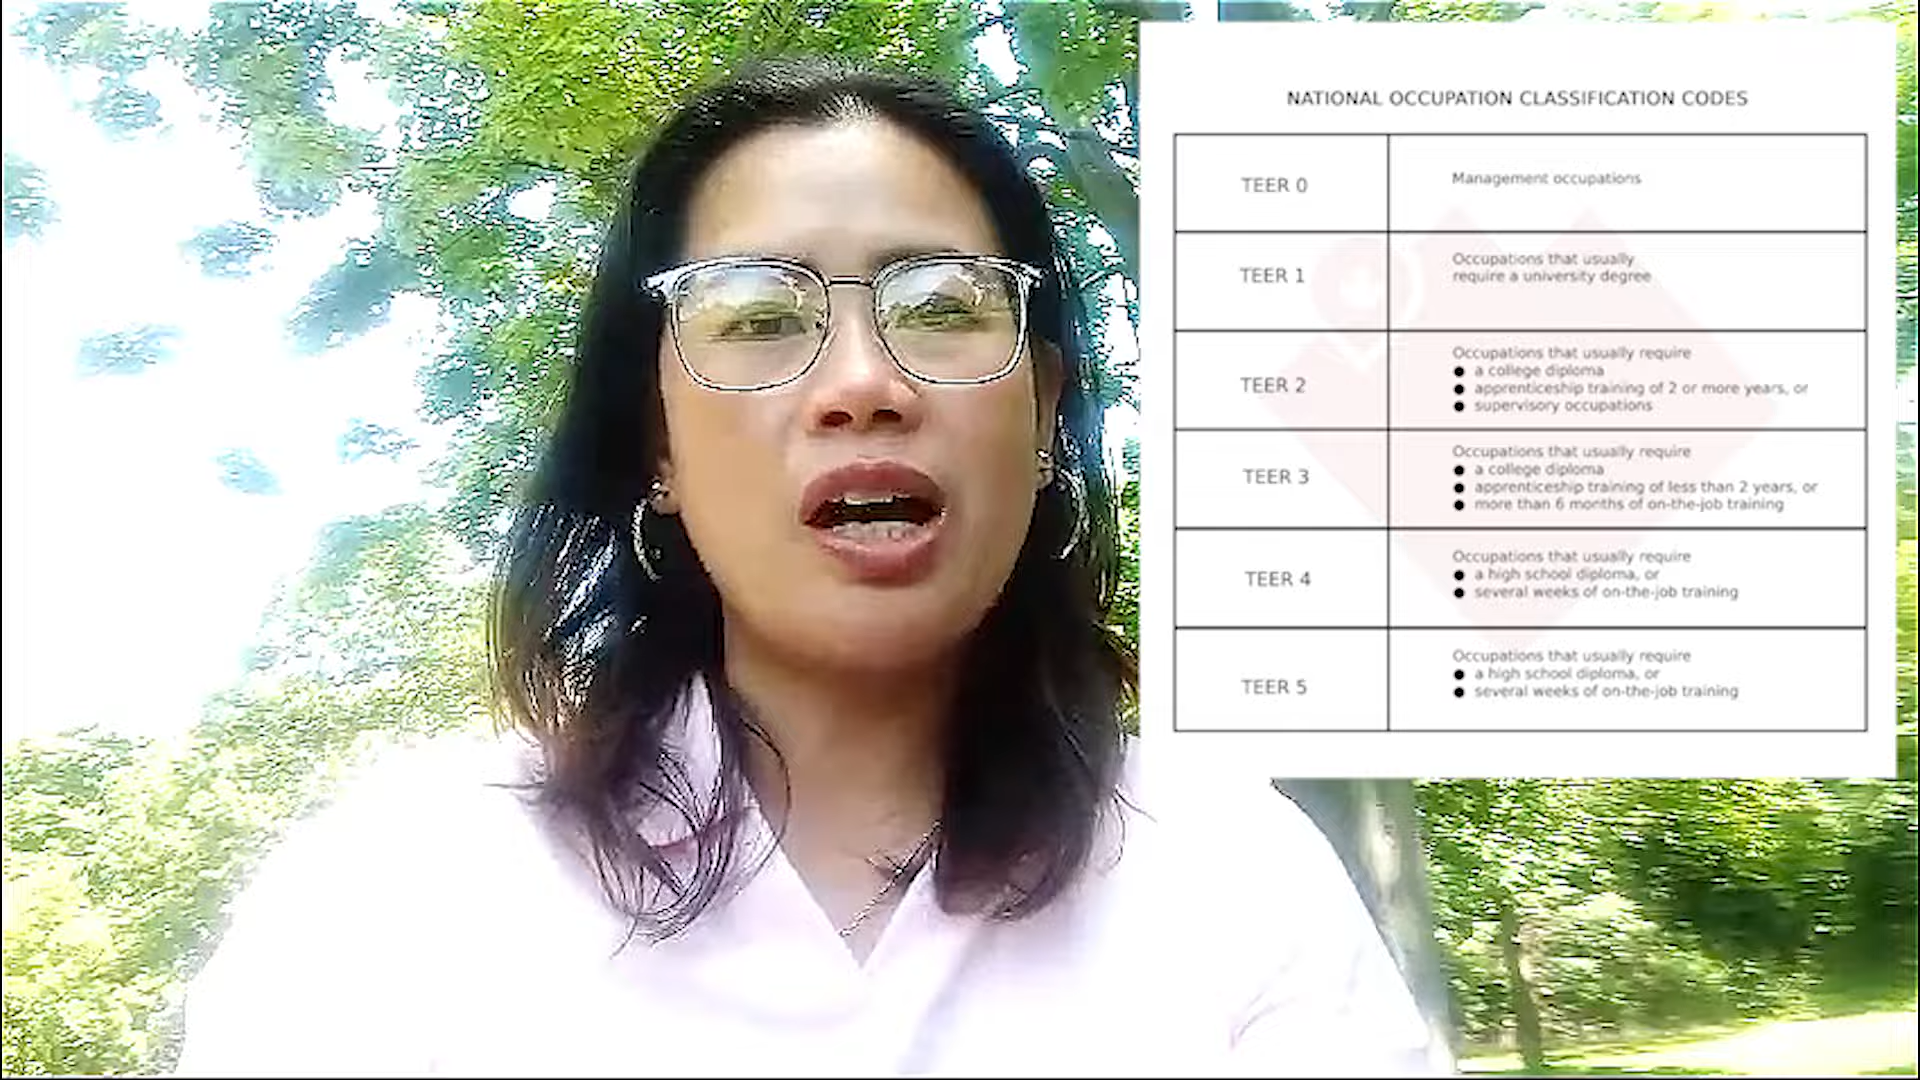 NATIONAL OCCUPATION CLASSIFICATION CODES
TEER 0
Management occupations
TEER 1
Occupations that usually
require a university degree
TEER 2
Occupations that usually require
● a college diploma
● apprenticeship training of 2 or more years, or
● supervisory occupations
TEER 3
Occupations that usually require
● a college diploma
● apprenticeship training of less than 2 years, or
● more than 6 months of on-the-job training
TEER 4
Occupations that usually require
● a high school diploma, or
● several weeks of on-the-job training
TEER 5
Occupations that usually require
● a high school diploma, or
● several weeks of on-the-job training